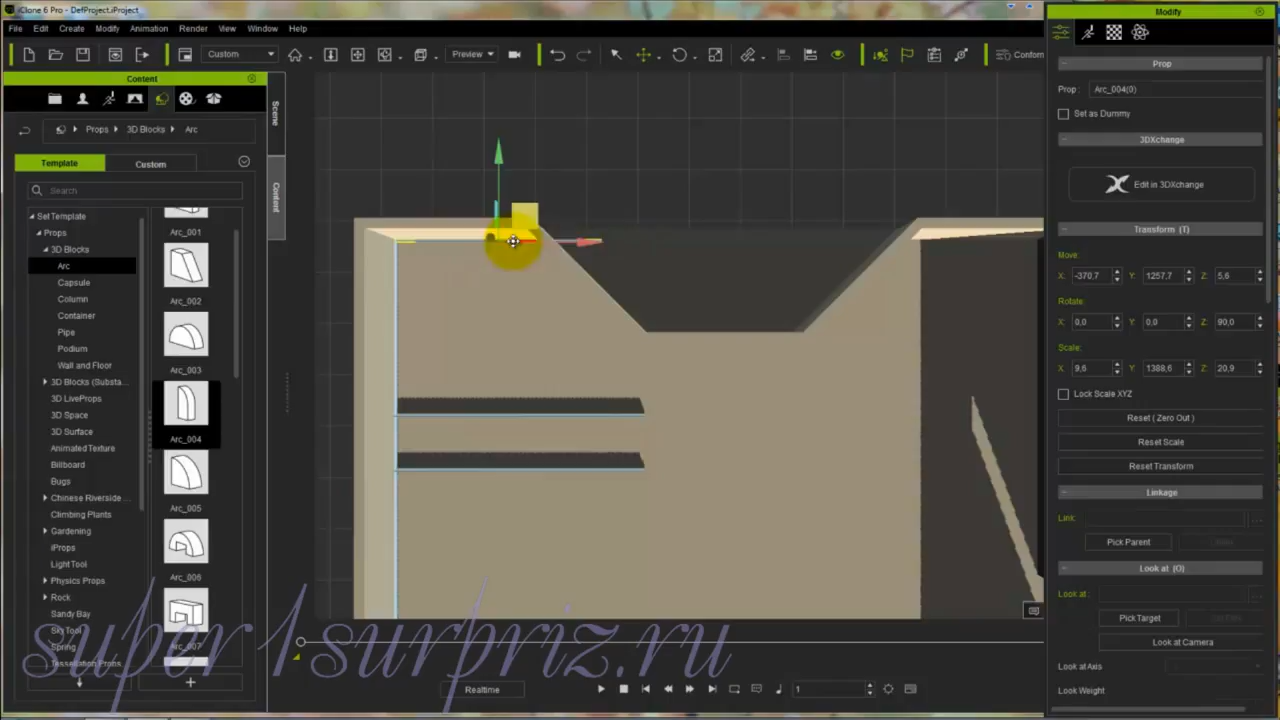 iClone 6 Pro - DefProject.iProject
File Edit Create Modify Animation Render View Window Help
Custom Preview Conform
Content
Props 3D Blocks Arc
Template Custom
Search
Set Template
Props
3D Blocks
Arc
Capsule
Column
Container
Pipe
Podium
Wall and Floor
3D Blocks (Substa...
3D LiveProps
3D Space
3D Surface
Animated Texture
Billboard
Bugs
Chinese Riverside ...
Climbing Plants
Gardening
iProps
Light Tool
Physics Props
Rock
Sandy Bay
SkyTool
Spring
Tessellation Props
Arc_001
Arc_002
Arc_003
Arc_004
Arc_005
Arc_006
Arc_007
Scene
Content
super1surpriz.ru
Realtime
1
Modify
Prop
Prop : Arc_004(0)
Set as Dummy
3DXchange
Edit in 3DXchange
Transform (T)
Move:
X: -370,7 Y: 1257,7 Z: 5,6
Rotate:
X: 0,0 Y: 0,0 Z: 90,0
Scale:
X: 9,6 Y: 1388,6 Z: 20,9
Lock Scale XYZ
Reset ( Zero Out )
Reset Scale
Reset Transform
Linkage
Link:
Pick Parent
Look at (O)
Look at:
Pick Target
Look at Camera
Look at Axis
Look Weight